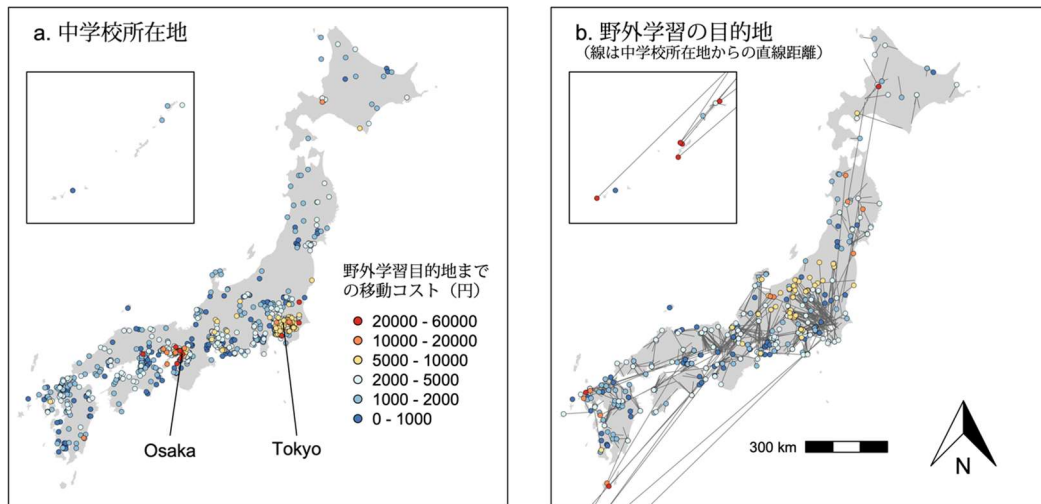 a. 中学校所在地
野外学習目的地まで
の移動コスト（円）
20000 - 60000
10000 - 20000
5000 - 10000
2000 - 5000
1000 - 2000
0 - 1000
Osaka
Tokyo
b. 野外学習の目的地
（線は中学校所在地からの直線距離）
300 km
N